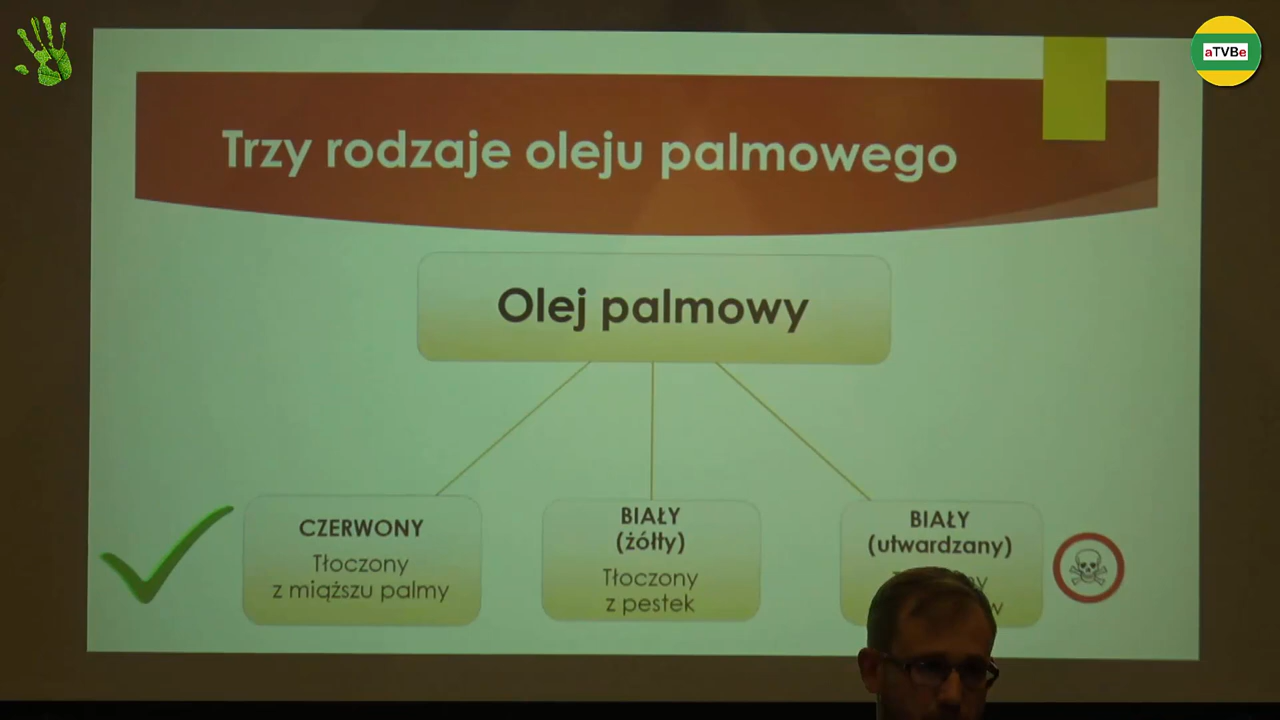 aTVBe
Trzy rodzaje oleju palmowego
Olej palmowy
CZERWONY
Tłoczony
z miąższu palmy
BIAŁY
(żółty)
Tłoczony
z pestek
BIAŁY
(utwardzany)